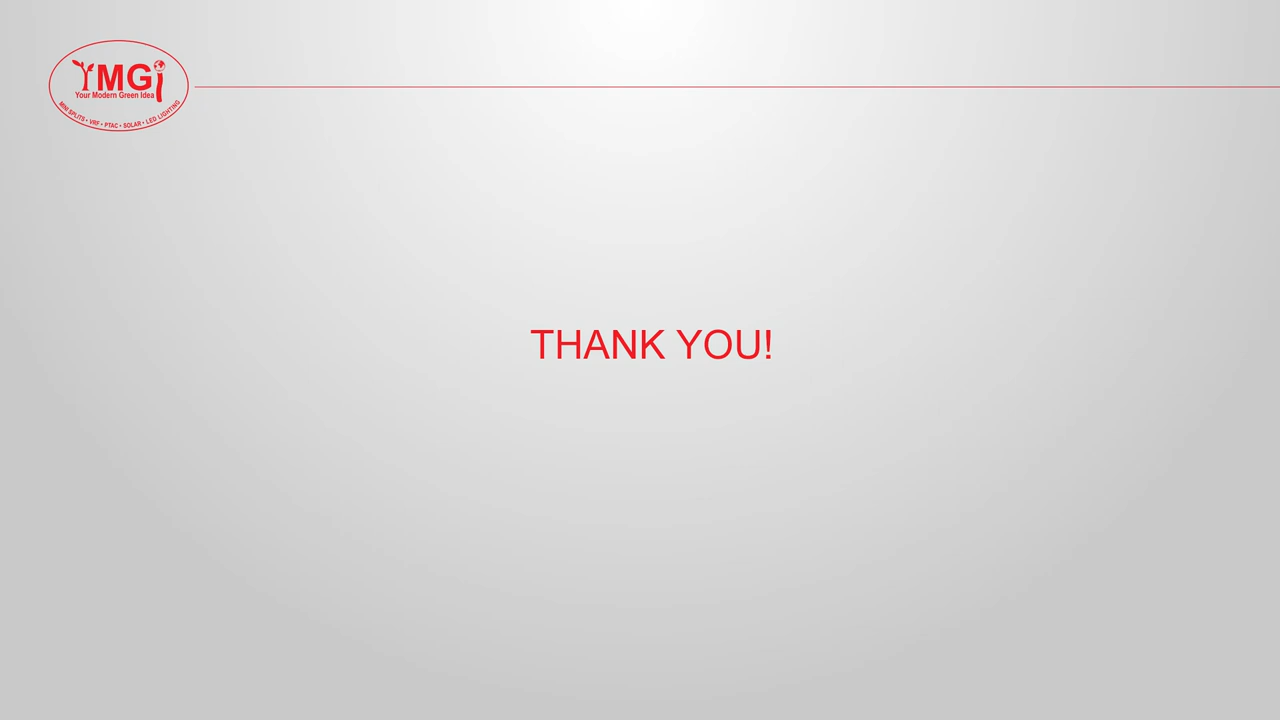 YMGI
Your Modern Green Idea
MINI SPLITS • VRF • PTAC • SOLAR • LED LIGHTING
THANK YOU!